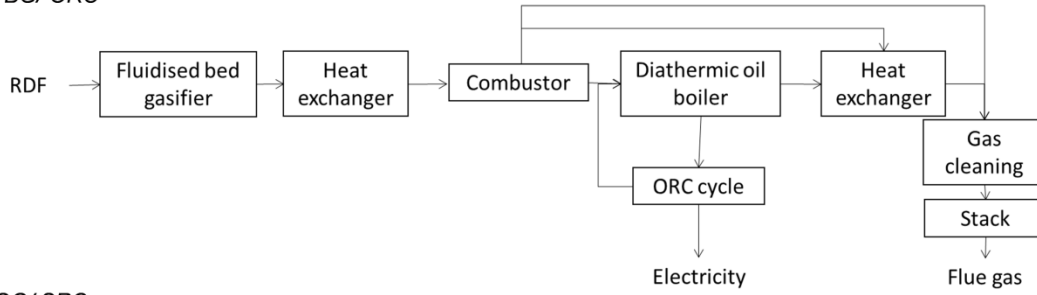 RDF
Fluidised bed
gasifier
Heat
exchanger
Combustor
Diathermic oil
boiler
Heat
exchanger
Gas
cleaning
ORC cycle
Stack
Electricity
Flue gas